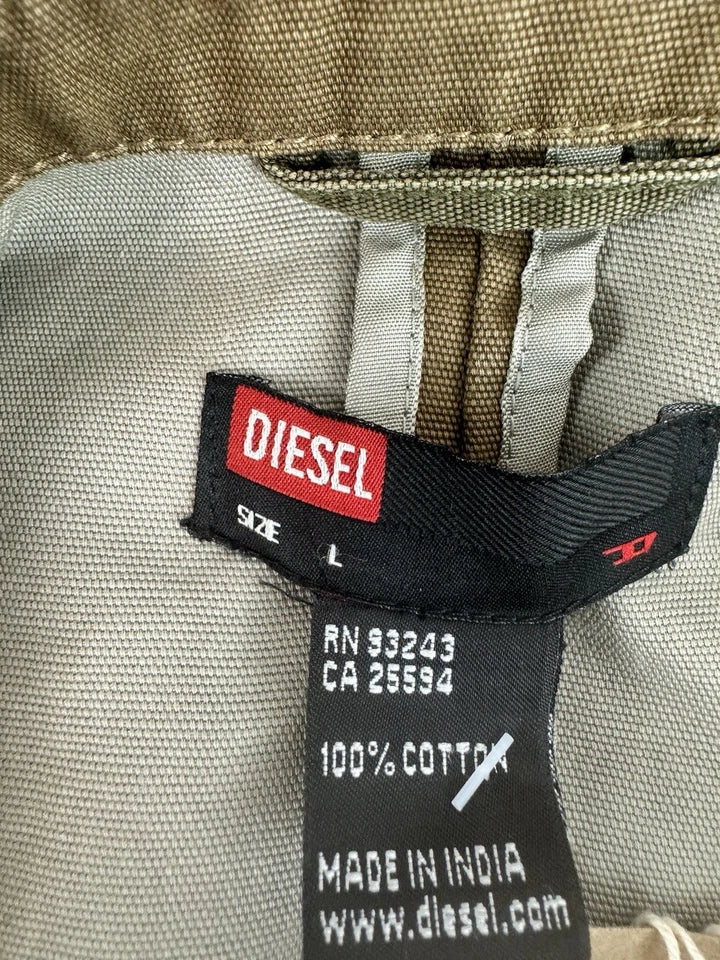 DIESEL
SIZE L
RN 93243
CA 25594
100% COTTON
MADE IN INDIA
www.diesel.com